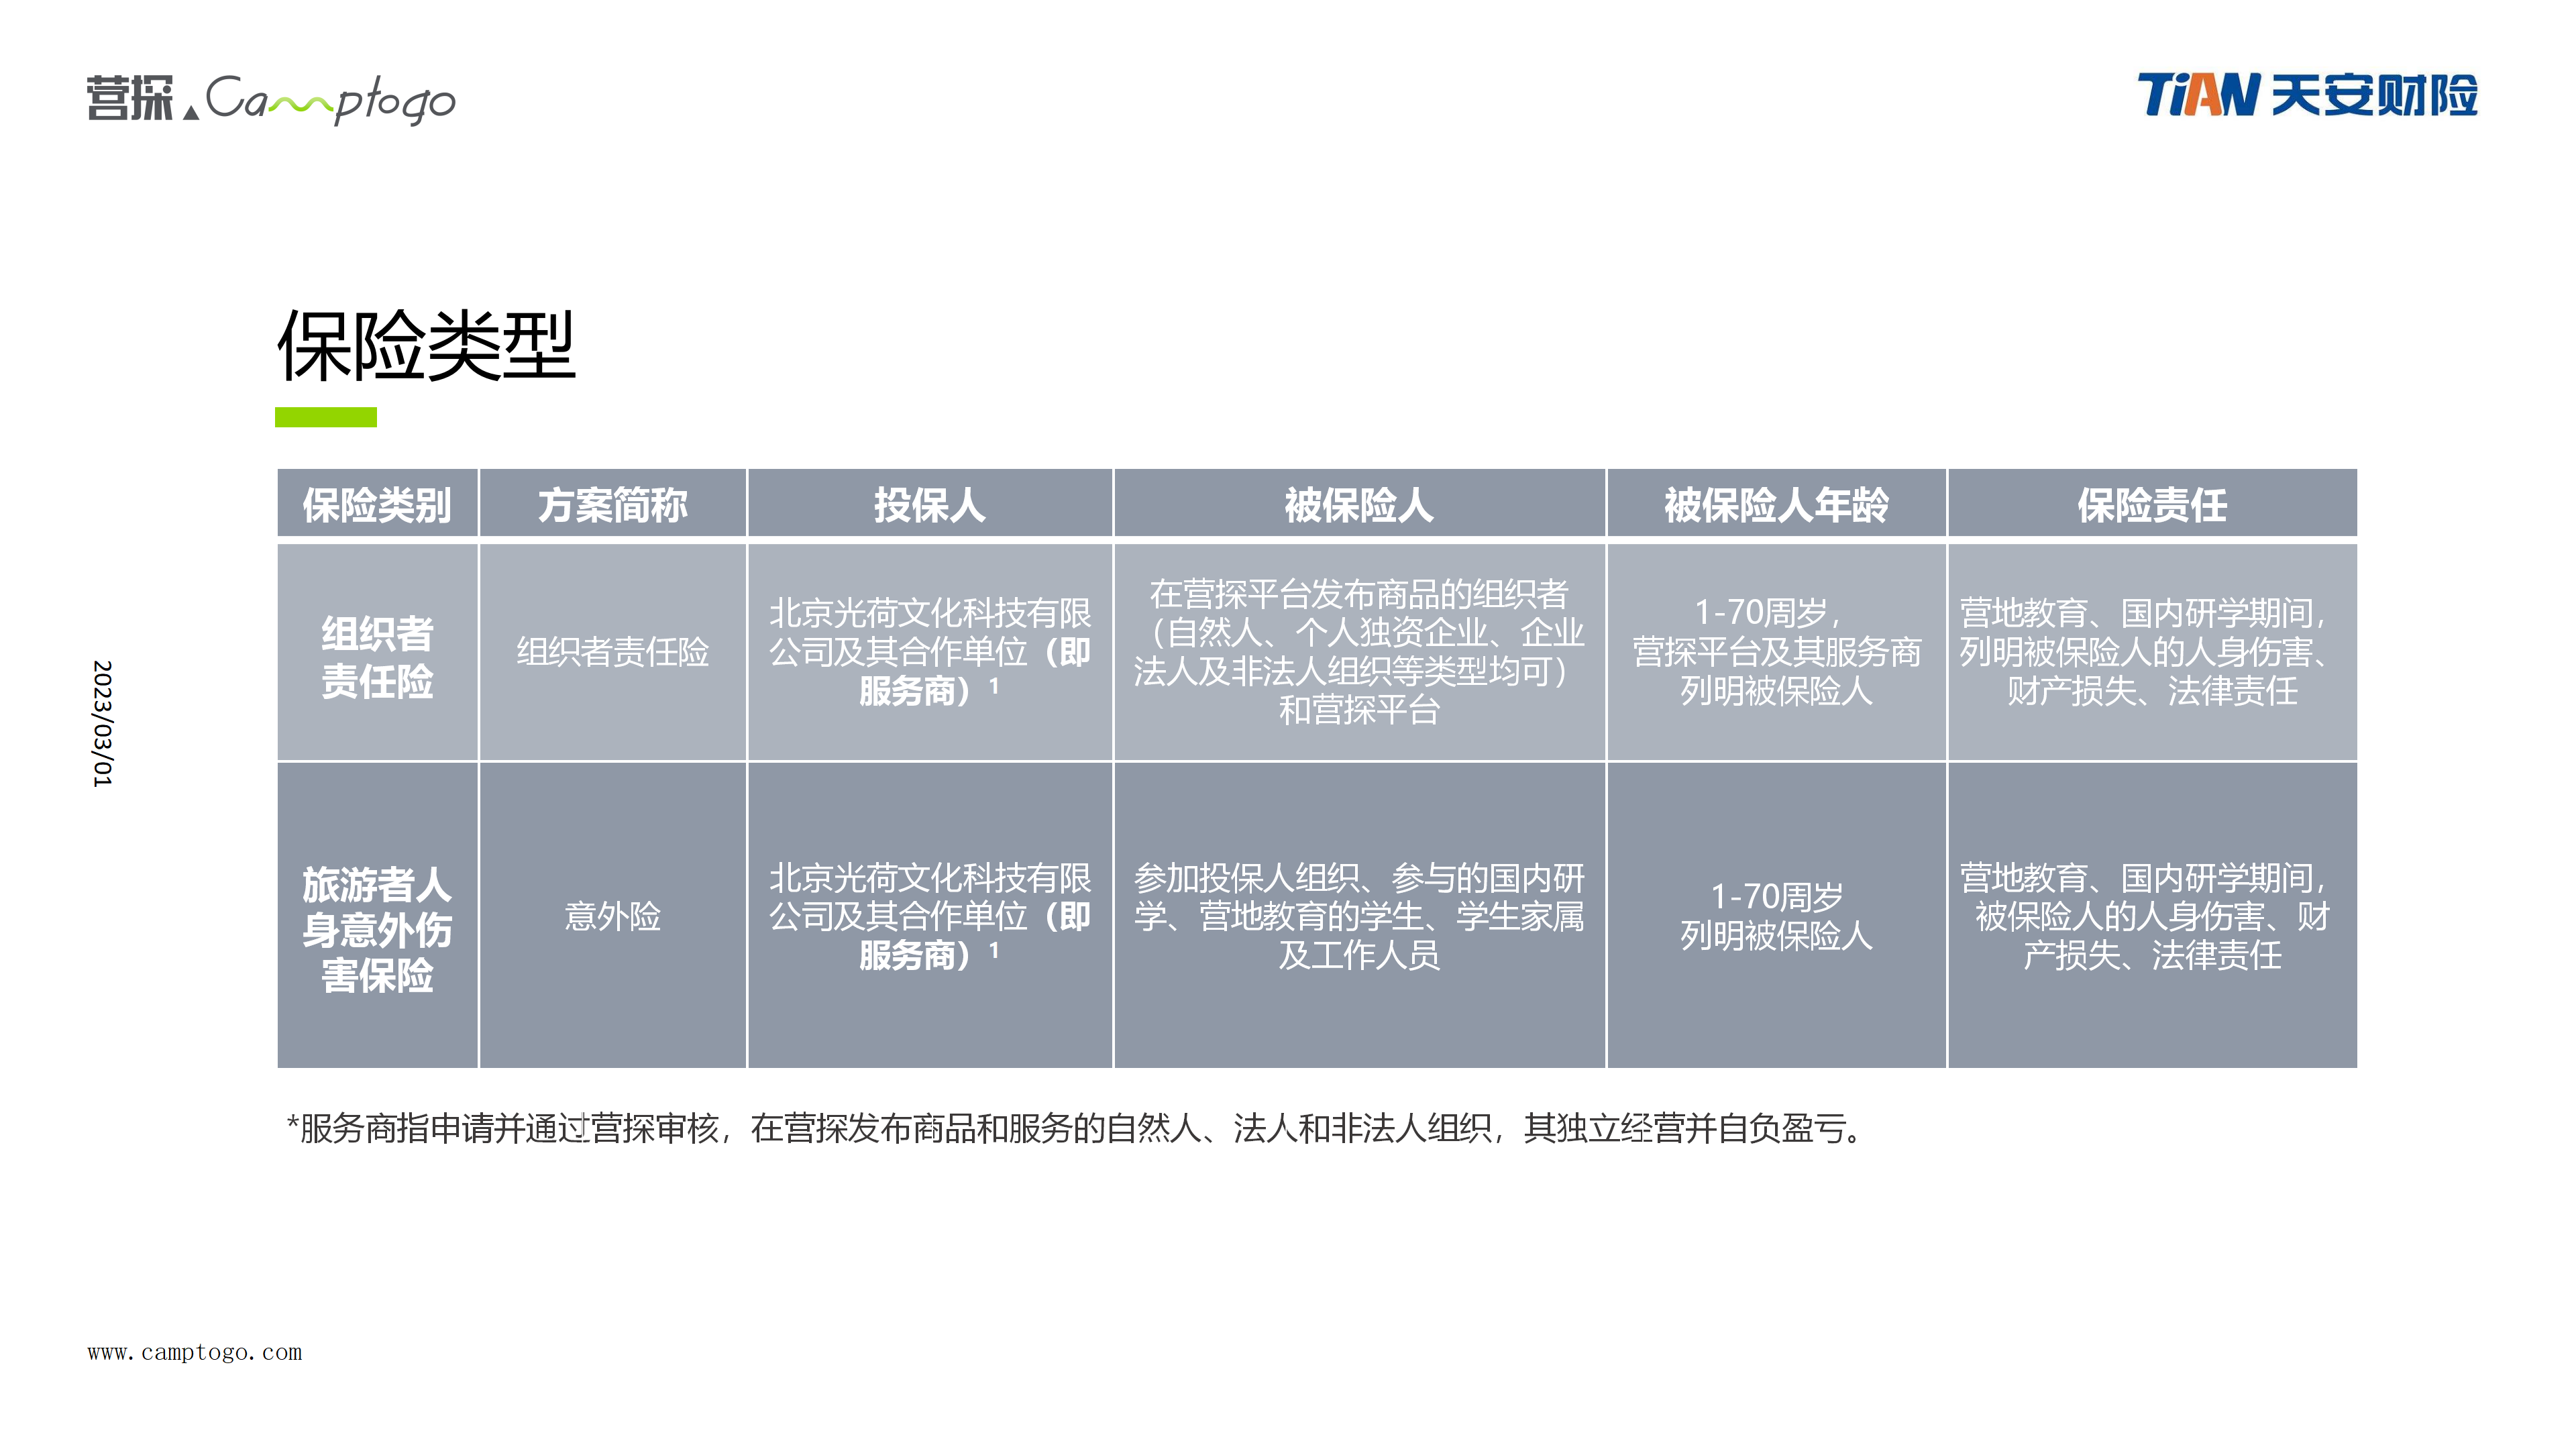 营探 Camptogo
TiAN 天安财险
保险类型
保险类别 方案简称 投保人 被保险人 被保险人年龄 保险责任
组织者
责任险
组织者责任险
北京光荷文化科技有限
公司及其合作单位（即
服务商）1
在营探平台发布商品的组织者
（自然人、个人独资企业、企业
法人及非法人组织等类型均可）
和营探平台
1-70周岁，
营探平台及其服务商
列明被保险人
营地教育、国内研学期间，
列明被保险人的人身伤害、
财产损失、法律责任
旅游者人
身意外伤
害保险
意外险
北京光荷文化科技有限
公司及其合作单位（即
服务商）1
参加投保人组织、参与的国内研
学、营地教育的学生、学生家属
及工作人员
1-70周岁
列明被保险人
营地教育、国内研学期间，
被保险人的人身伤害、财
产损失、法律责任
*服务商指申请并通过营探审核，在营探发布商品和服务的自然人、法人和非法人组织，其独立经营并自负盈亏。
2023/03/01
www.camptogo.com